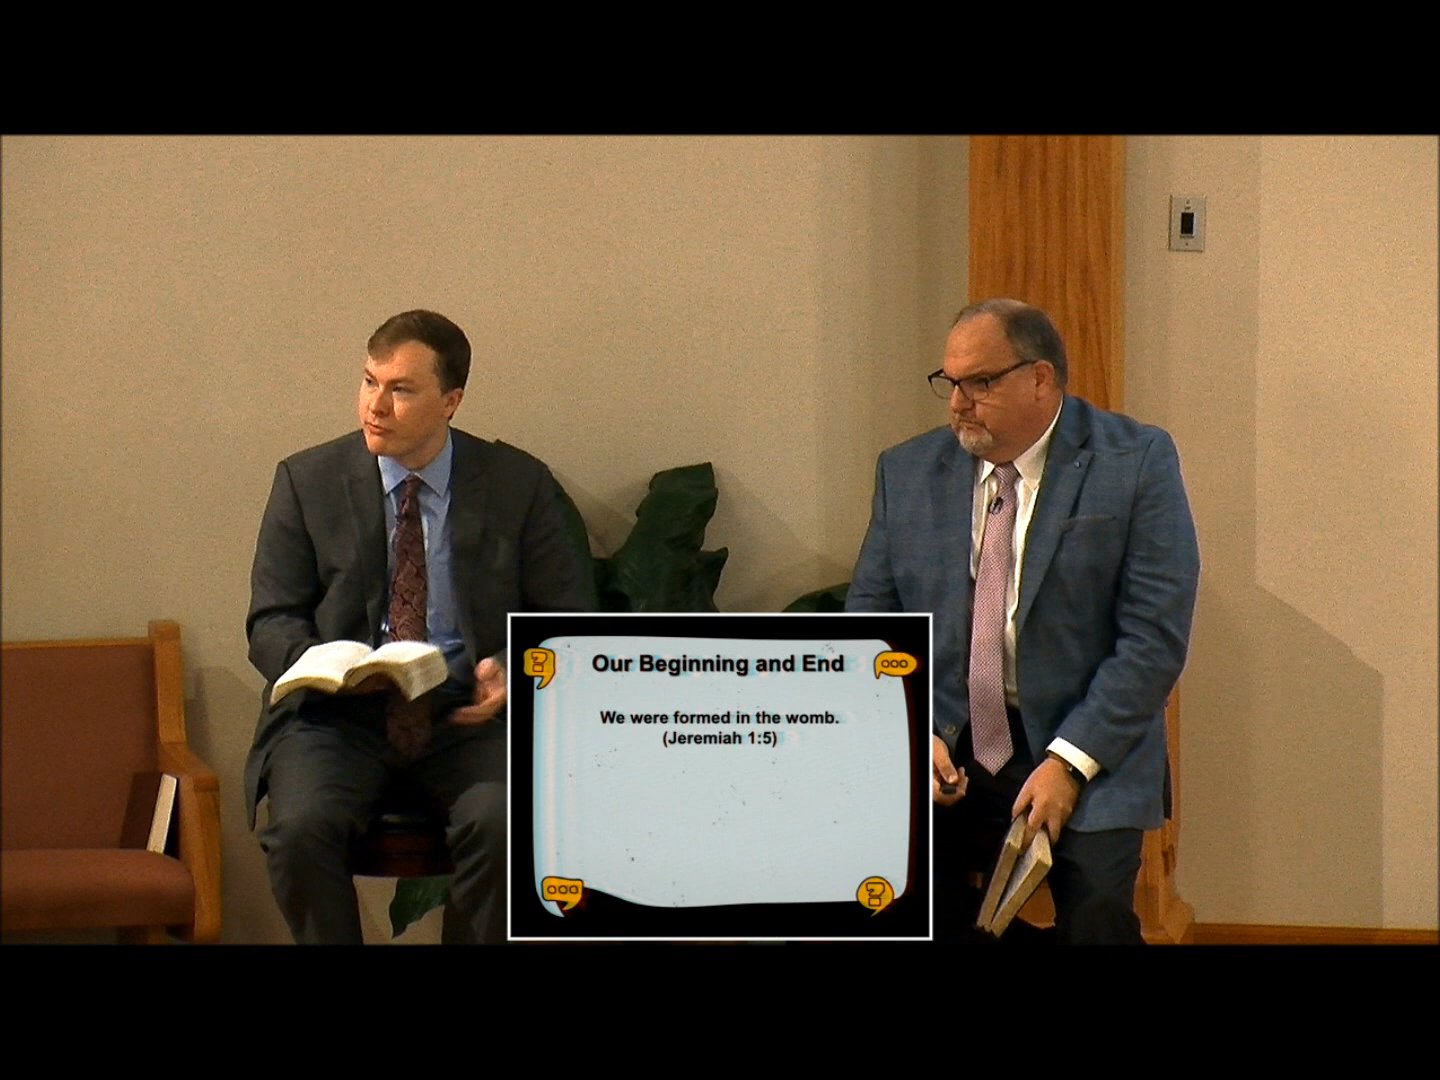 Our Beginning and End
We were formed in the womb.
(Jeremiah 1:5)